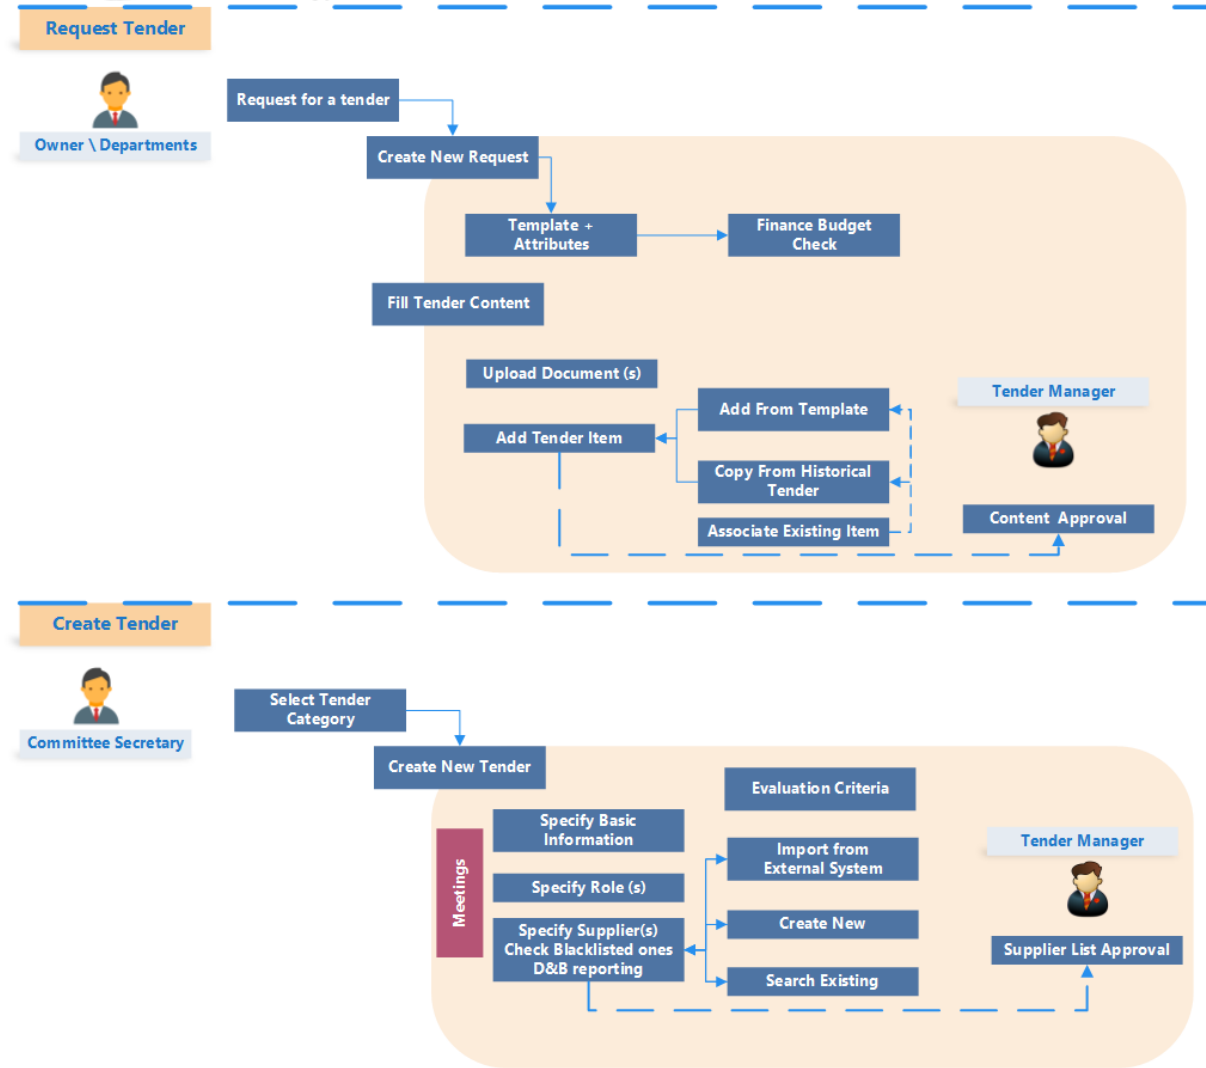 Request Tender
Owner \ Departments
Request for a tender
Create New Request
Template +
Attributes
Finance Budget
Check
Fill Tender Content
Upload Document (s)
Add Tender Item
Add From Template
Copy From Historical
Tender
Associate Existing Item
Tender Manager
Content Approval
Create Tender
Committee Secretary
Select Tender
Category
Create New Tender
Meetings
Specify Basic
Information
Specify Role (s)
Specify Supplier(s)
Check Blacklisted ones
D&B reporting
Evaluation Criteria
Import from
External System
Create New
Search Existing
Tender Manager
Supplier List Approval